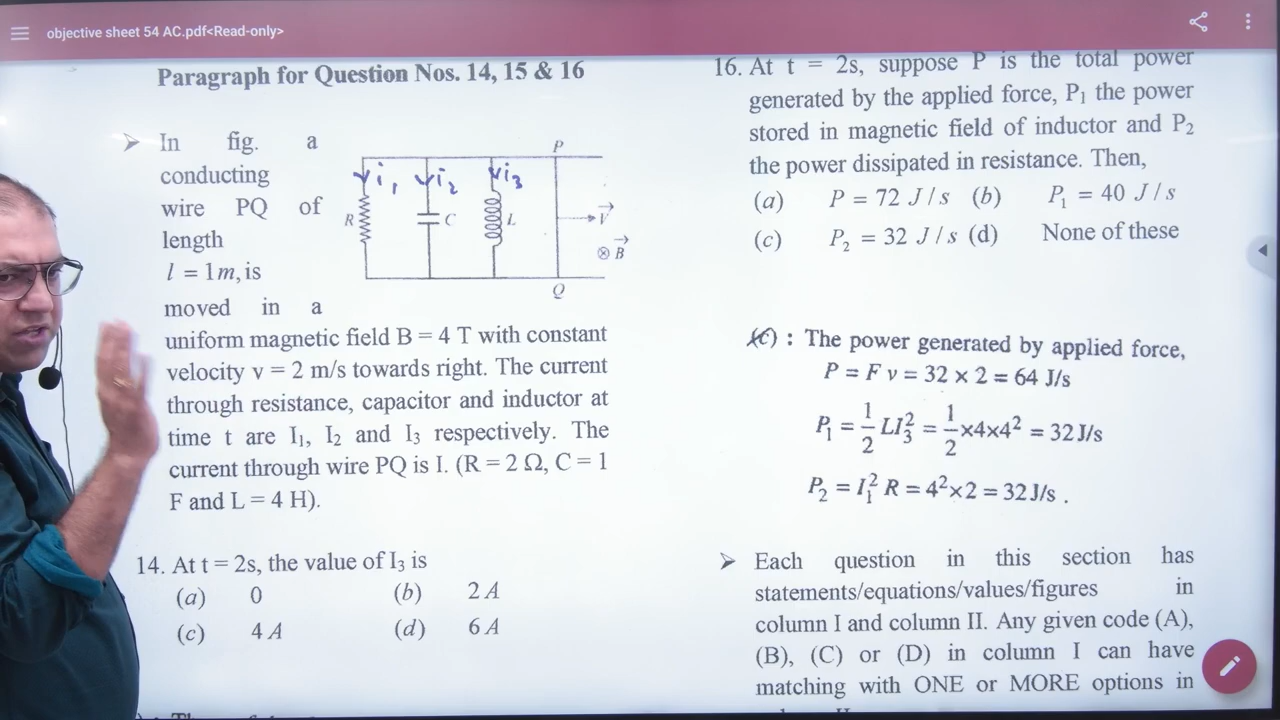 objective sheet 54 AC.pdf<Read-only>
Paragraph for Question Nos. 14, 15 & 16
➢ In fig. a
conducting
wire PQ of
length
l = 1m, is
moved in a
uniform magnetic field B = 4 T with constant
velocity v = 2 m/s towards right. The current
through resistance, capacitor and inductor at
time t are I₁, I₂ and I₃ respectively. The
current through wire PQ is I. (R = 2 Ω, C = 1
F and L = 4 H).
P
i₁ i₂ i₃
R C L V⃗
⊗ B⃗
Q
14. At t = 2s, the value of I₃ is
(a) 0 (b) 2 A
(c) 4 A (d) 6 A
16. At t = 2s, suppose P is the total power
generated by the applied force, P₁ the power
stored in magnetic field of inductor and P₂
the power dissipated in resistance. Then,
(a) P = 72 J/s (b) P₁ = 40 J/s
(c) P₂ = 32 J/s (d) None of these
(c) : The power generated by applied force,
P = F v = 32 × 2 = 64 J/s
P₁ = 1/2 LI₃² = 1/2 ×4×4² = 32 J/s
P₂ = I₁² R = 4²×2 = 32 J/s .
➢ Each question in this section has
statements/equations/values/figures in
column I and column II. Any given code (A),
(B), (C) or (D) in column I can have
matching with ONE or MORE options in